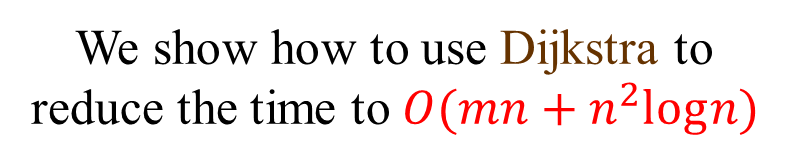 We show how to use Dijkstra to
reduce the time to O(mn + n²logn)